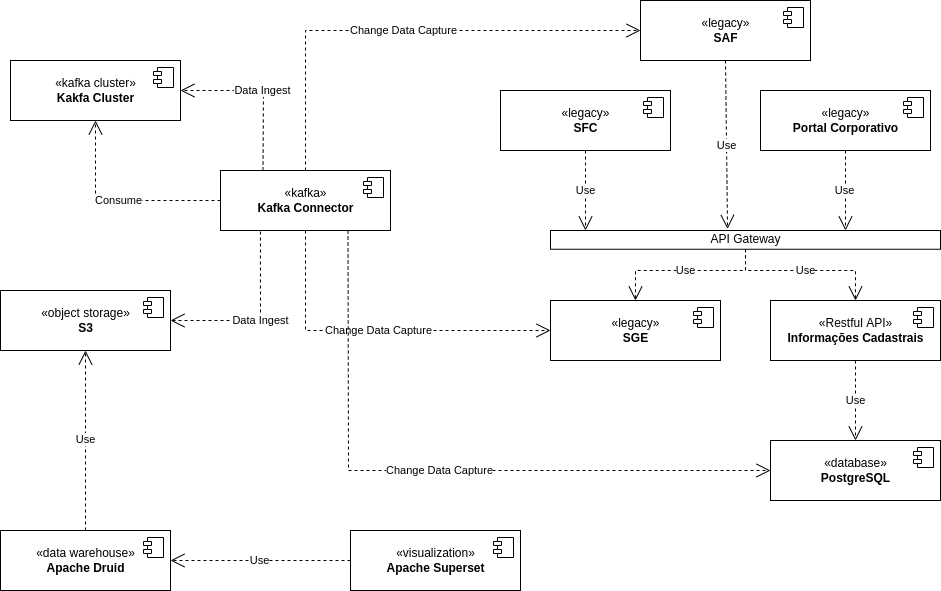 Change Data Capture
«legacy»
SAF
«kafka cluster»
Kakfa Cluster
Data Ingest
«legacy»
SFC
«legacy»
Portal Corporativo
Use
Consume
«kafka»
Kafka Connector
Use
Use
API Gateway
Use
Use
«object storage»
S3
Data Ingest
Change Data Capture
«legacy»
SGE
«Restful API»
Informações Cadastrais
Use
Use
Change Data Capture
«database»
PostgreSQL
«data warehouse»
Apache Druid
Use
«visualization»
Apache Superset